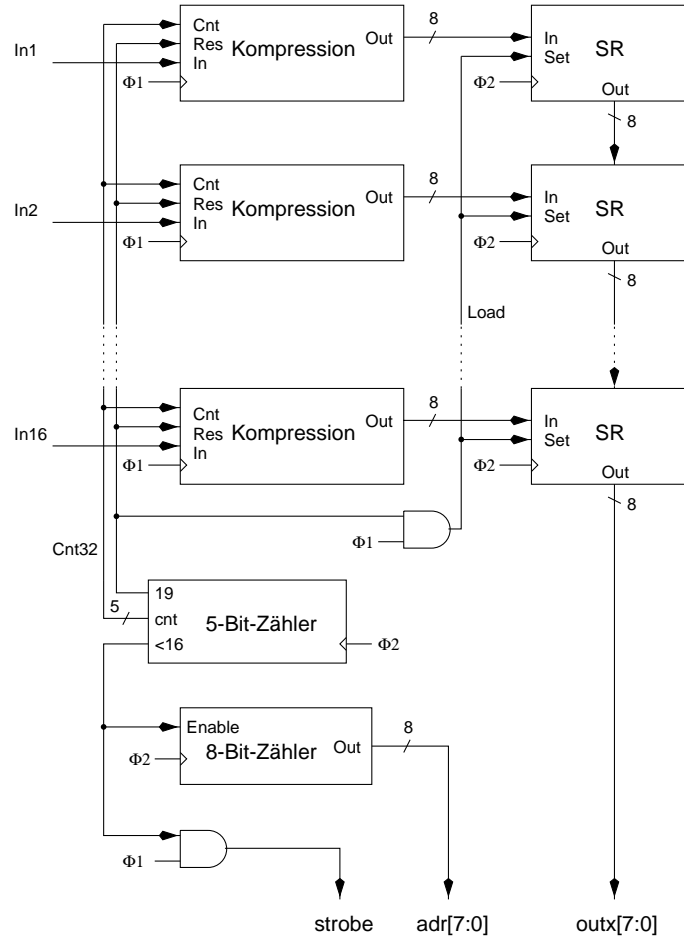 Cnt
Res
In
Kompression
Out
8
In
Set
SR
Out
In1
Φ1
Φ2
8
Cnt
Res
In
Kompression
Out
8
In
Set
SR
Out
In2
Φ1
Φ2
8
Load
Cnt
Res
In
Kompression
Out
8
In
Set
SR
Out
In16
Φ1
Φ2
8
Φ1
Cnt32
19
5
cnt
5-Bit-Zähler
<16
Φ2
Enable
8-Bit-Zähler
Out
8
Φ2
Φ1
strobe
adr[7:0]
outx[7:0]